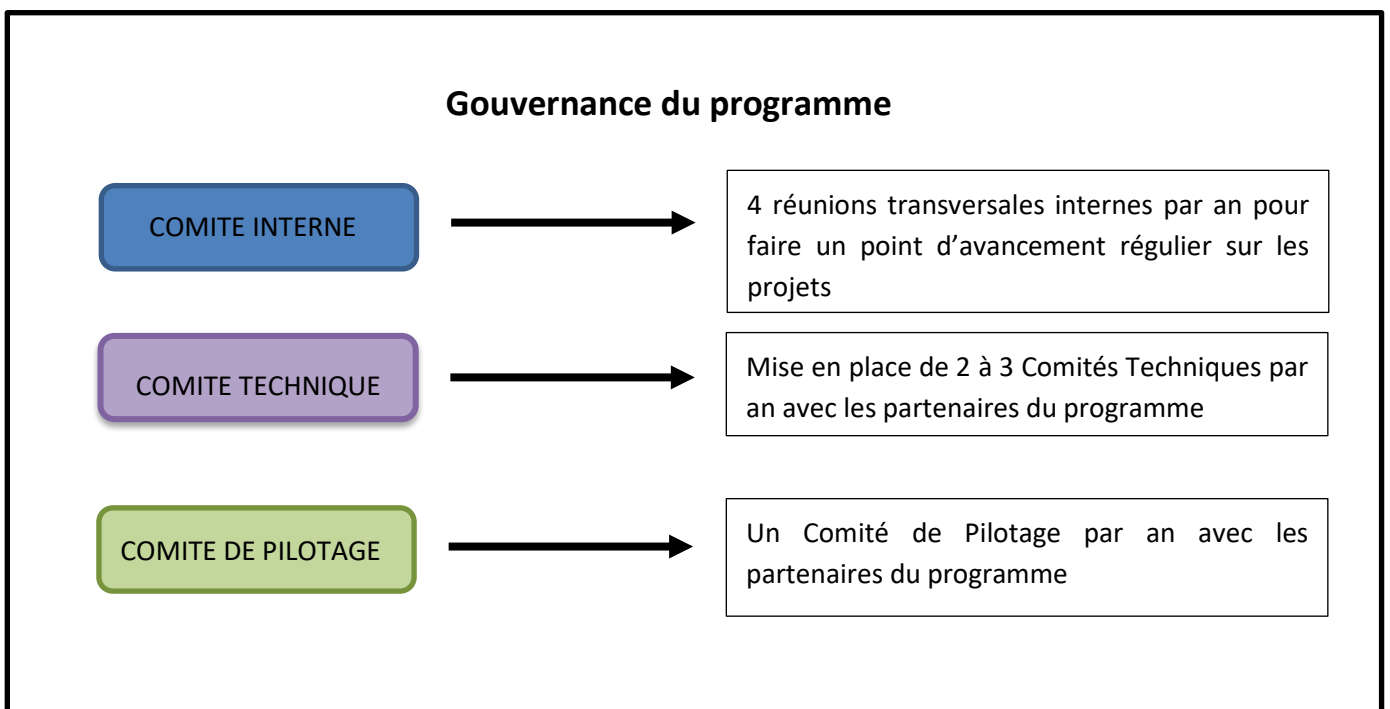 Gouvernance du programme
COMITE INTERNE
4 réunions transversales internes par an pour
faire un point d’avancement régulier sur les
projets
COMITE TECHNIQUE
Mise en place de 2 à 3 Comités Techniques par
an avec les partenaires du programme
COMITE DE PILOTAGE
Un Comité de Pilotage par an avec les
partenaires du programme